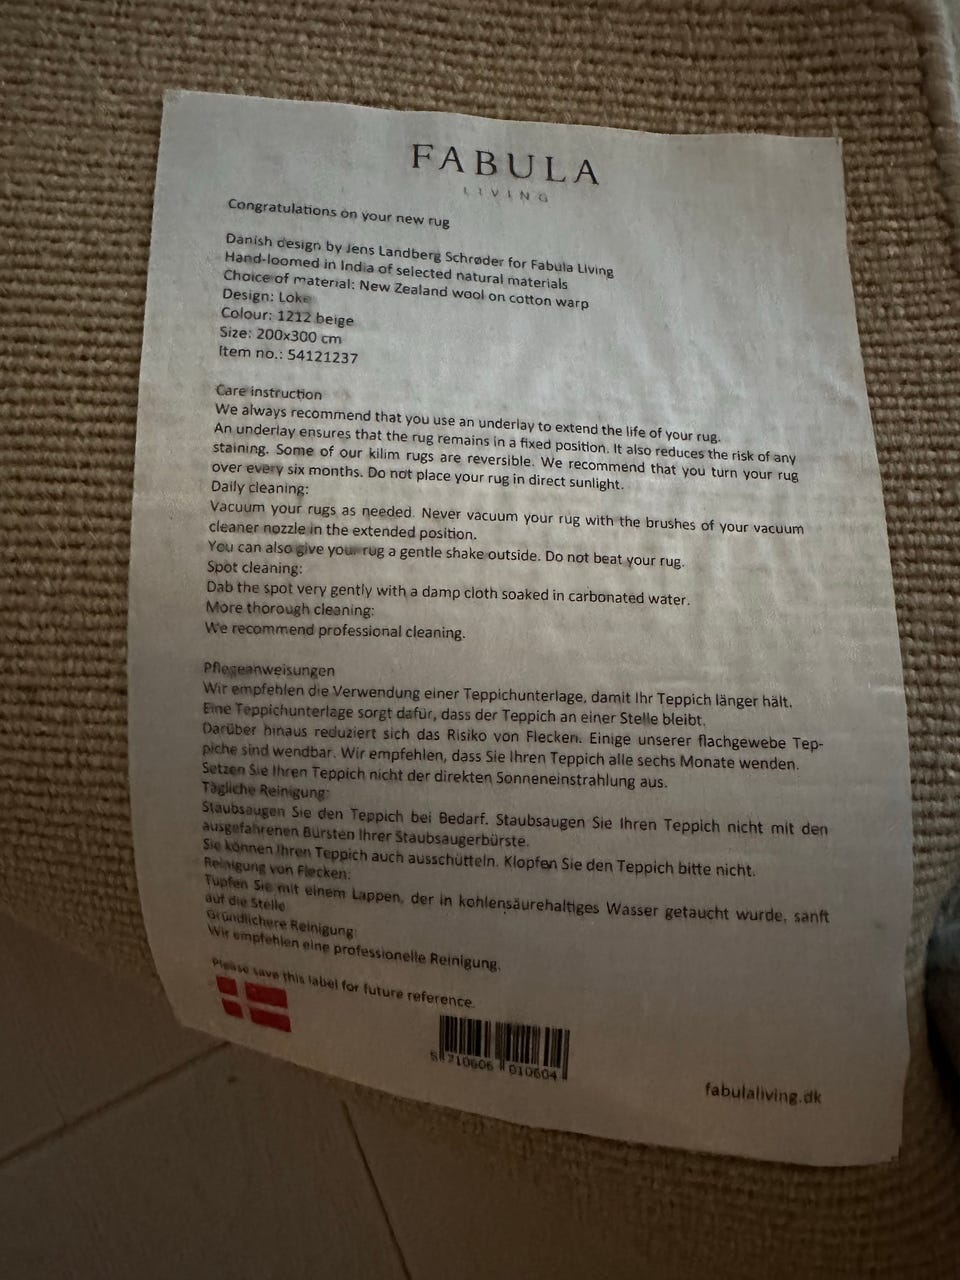 FABULA
LIVING
Congratulations on your new rug
Danish design by Jens Landberg Schrøder for Fabula Living
Hand-loomed in India of selected natural materials
Choice of material: New Zealand wool on cotton warp
Design: Loke
Colour: 1212 beige
Size: 200x300 cm
Item no.: 54121237
Care instruction
We always recommend that you use an underlay to extend the life of your rug.
An underlay ensures that the rug remains in a fixed position. It also reduces the risk of any
staining. Some of our kilim rugs are reversible. We recommend that you turn your rug
over every six months. Do not place your rug in direct sunlight.
Daily cleaning:
Vacuum your rugs as needed. Never vacuum your rug with the brushes of your vacuum
cleaner nozzle in the extended position.
You can also give your rug a gentle shake outside. Do not beat your rug.
Spot cleaning:
Dab the spot very gently with a damp cloth soaked in carbonated water.
More thorough cleaning:
We recommend professional cleaning.
Pflegeanweisungen
Wir empfehlen die Verwendung einer Teppichunterlage, damit Ihr Teppich länger hält.
Eine Teppichunterlage sorgt dafür, dass der Teppich an einer Stelle bleibt.
Darüber hinaus reduziert sich das Risiko von Flecken. Einige unserer flachgewebe Tep-
piche sind wendbar. Wir empfehlen, dass Sie Ihren Teppich alle sechs Monate wenden.
Setzen Sie Ihren Teppich nicht der direkten Sonneneinstrahlung aus.
Tägliche Reinigung:
Staubsaugen Sie den Teppich bei Bedarf. Staubsaugen Sie Ihren Teppich nicht mit den
ausgefahrenen Bürsten Ihrer Staubsaugerbürste.
Sie können Ihren Teppich auch ausschütteln. Klopfen Sie den Teppich bitte nicht.
Reinigung von Flecken:
Tupfen Sie mit einem Lappen, der in kohlensäurehaltiges Wasser getaucht wurde, sanft
auf die Stelle
Gründlichere Reinigung:
Wir empfehlen eine professionelle Reinigung.
Please save this label for future reference.
5 710606 010604
fabulaliving.dk